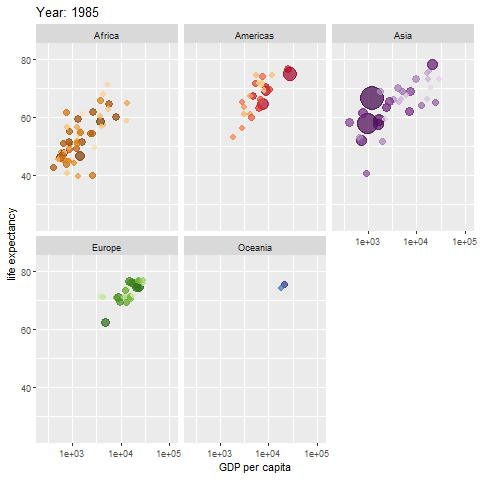 Year: 1985
Africa
Americas
Asia
80
60
40
1e+03 1e+04 1e+05
life expectancy
Europe
Oceania
80
60
40
1e+03 1e+04 1e+05
1e+03 1e+04 1e+05
GDP per capita